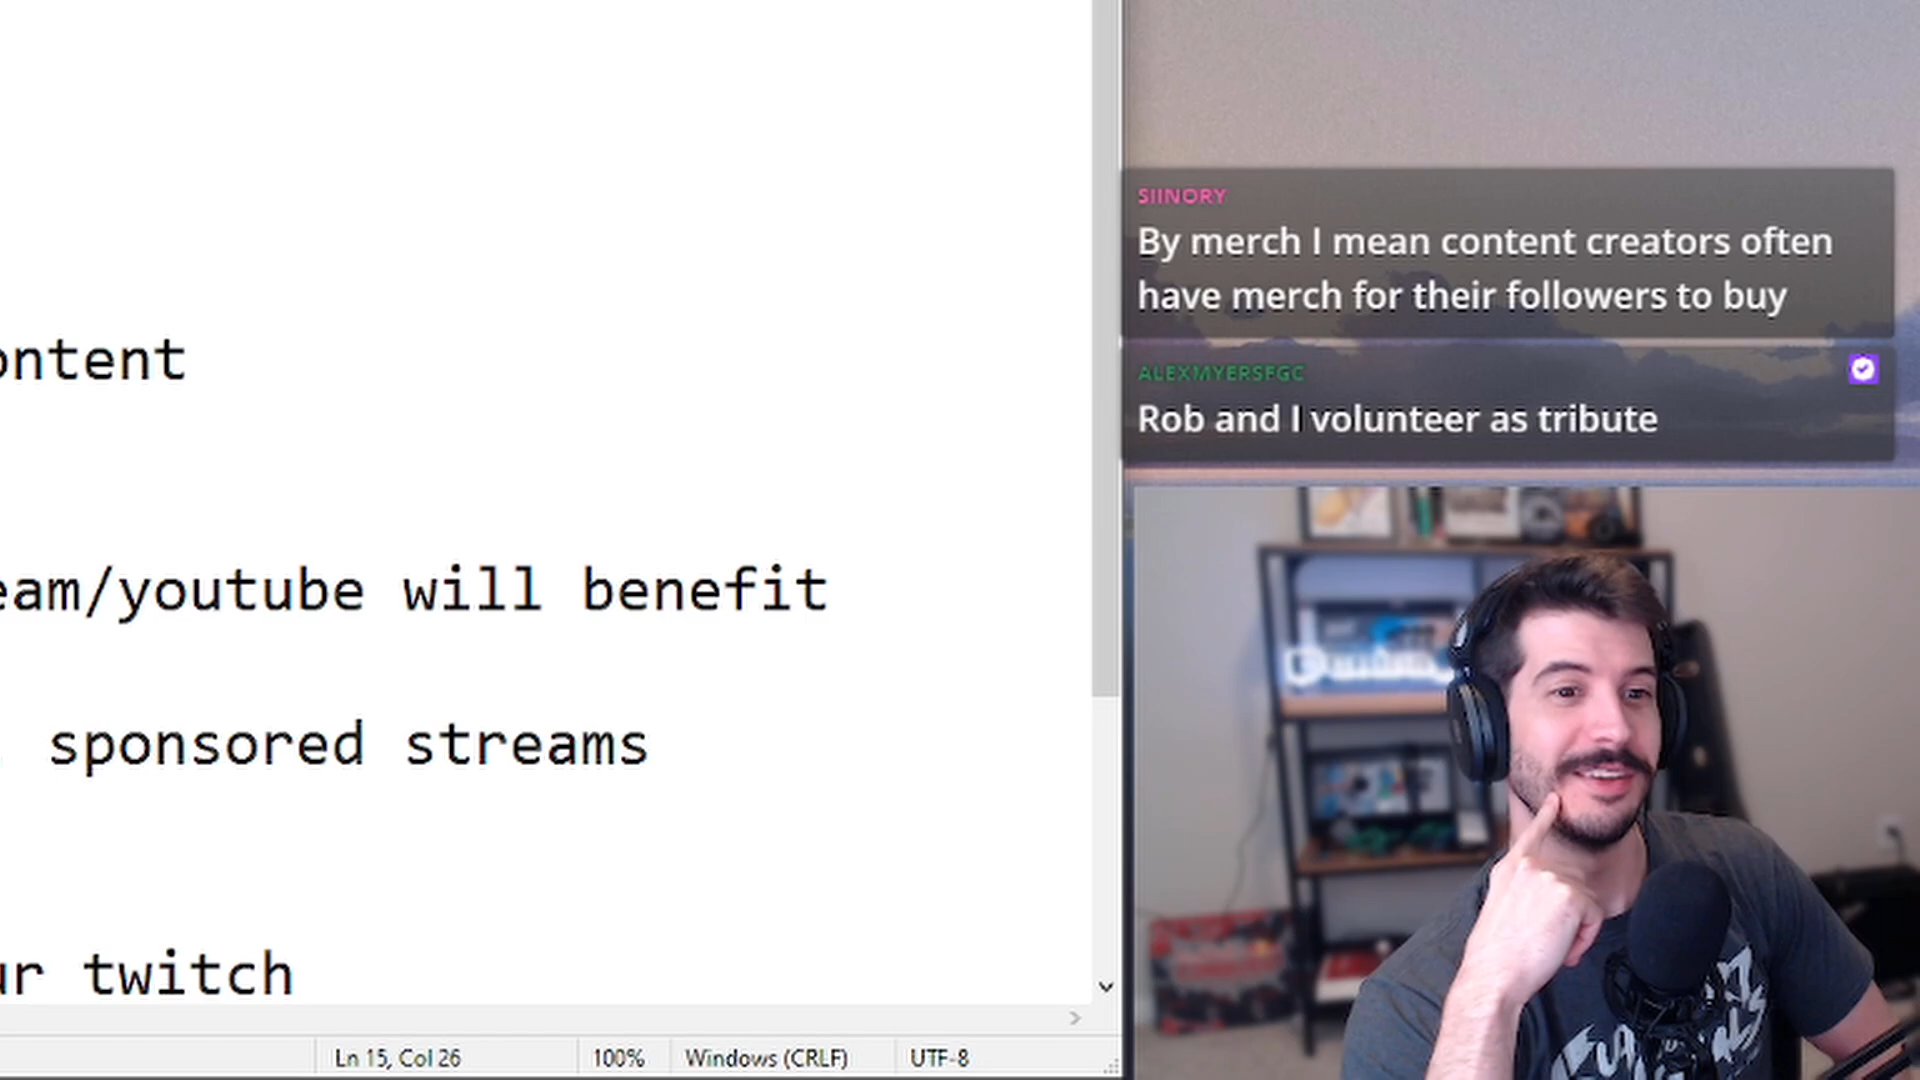 ontent
eam/youtube will benefit
sponsored streams
ur twitch
Ln 15, Col 26
100%
Windows (CRLF)
UTF-8
SIINORY
By merch I mean content creators often
have merch for their followers to buy
ALEXMYERSFGC
Rob and I volunteer as tribute